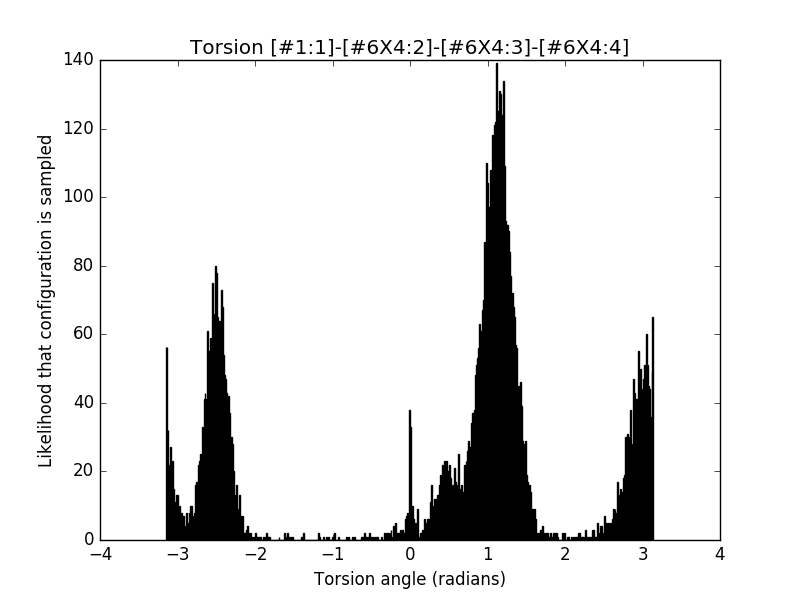 Torsion [#1:1]-[#6X4:2]-[#6X4:3]-[#6X4:4]
140
120
100
80
60
40
20
0
Likelihood that configuration is sampled
−4 −3 −2 −1 0 1 2 3 4
Torsion angle (radians)